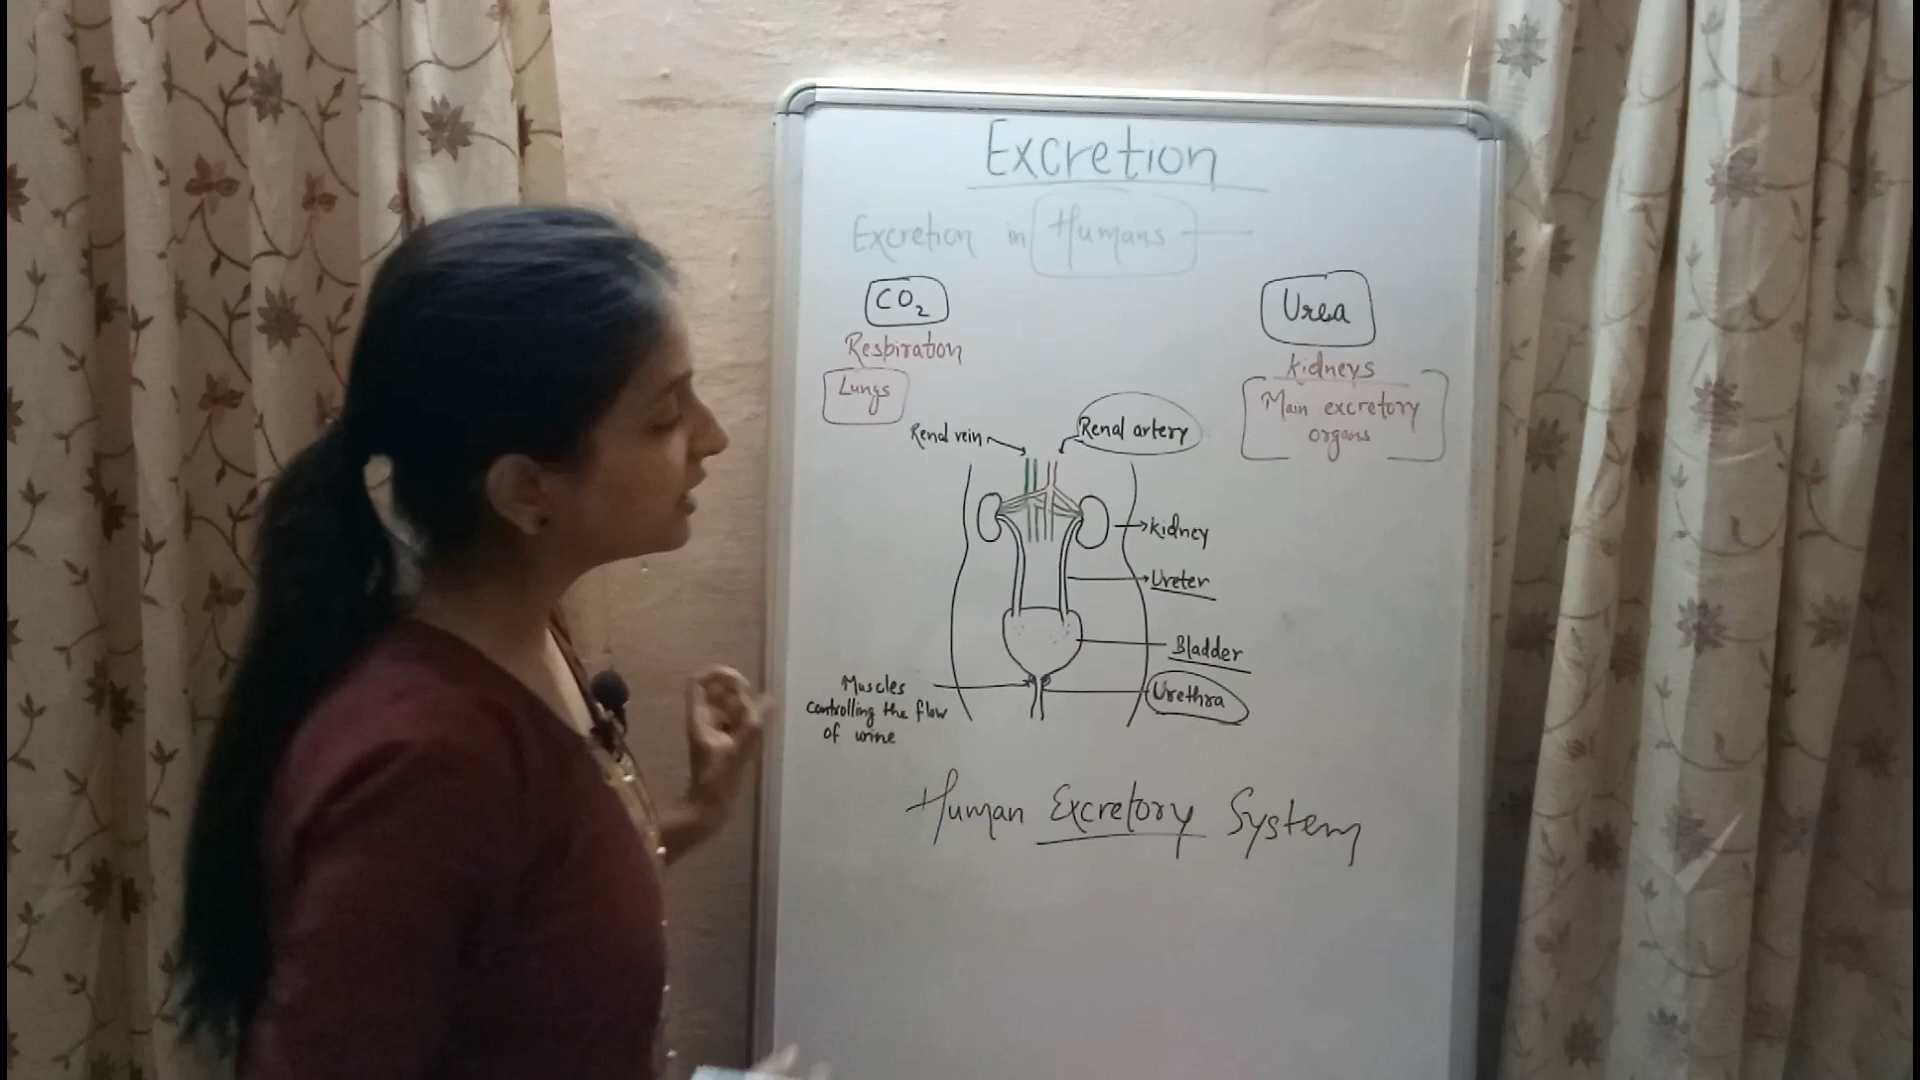 Excretion
Excretion in Humans
CO2
Urea
Respiration
Lungs
Kidneys
Main excretory
organs
Renal vein
Renal artery
Kidney
Ureter
Bladder
Urethra
Muscles
Controlling the flow
of urine
Human Excretory System